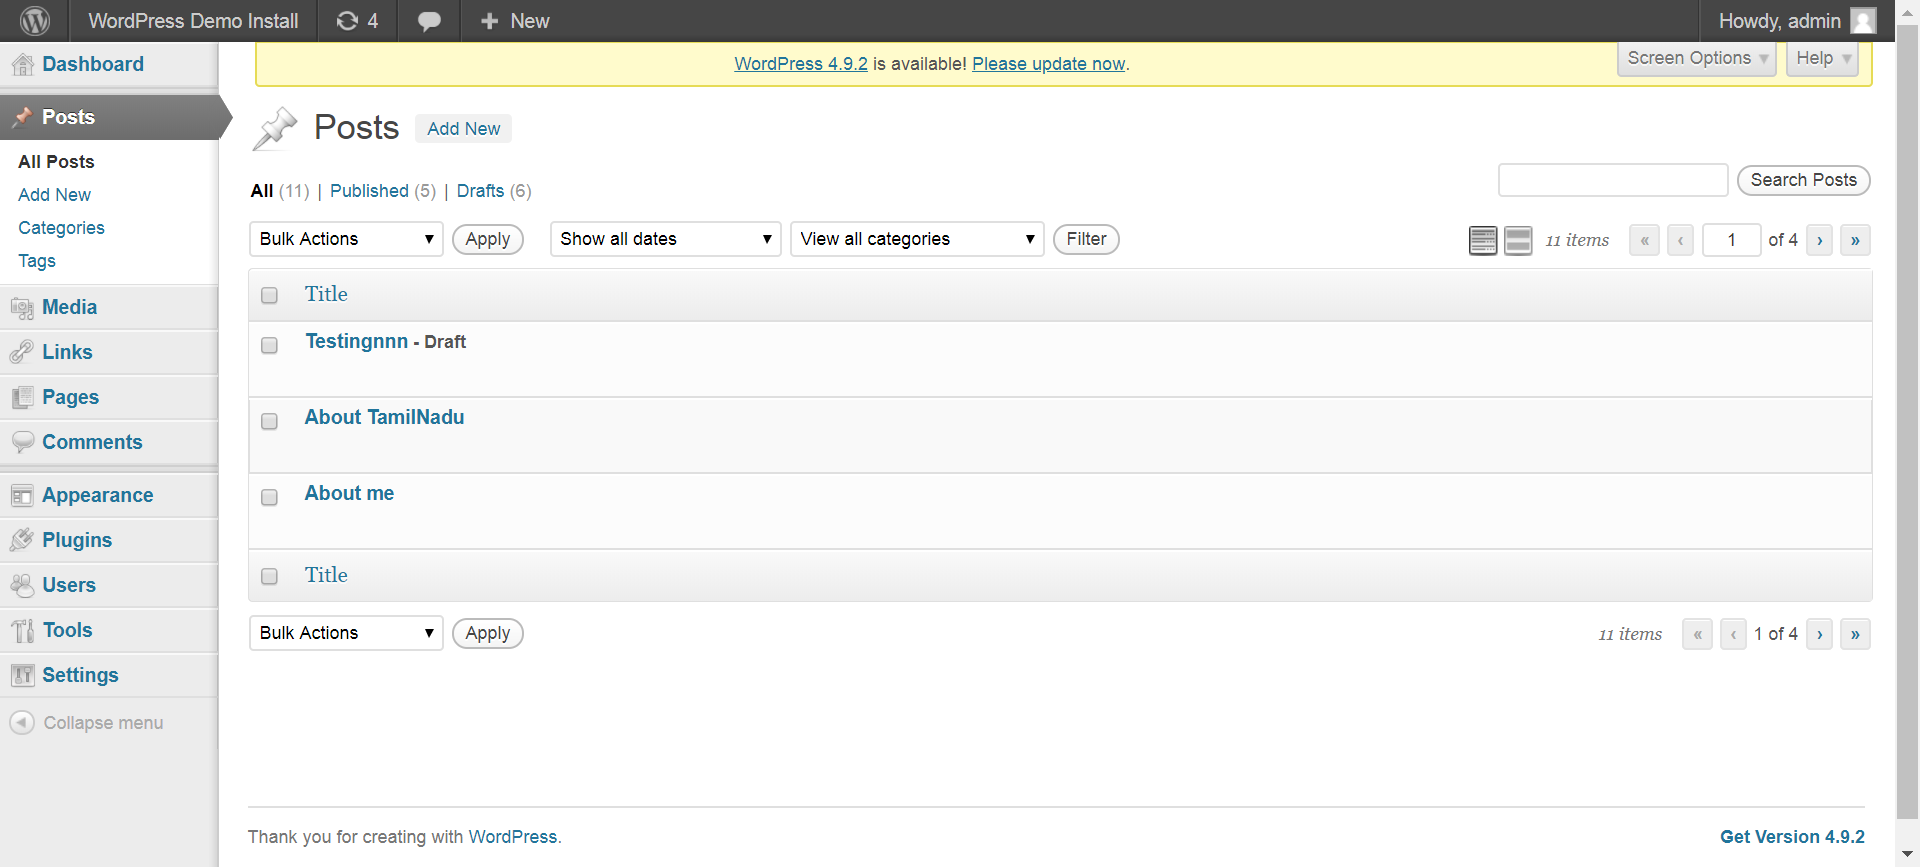 WordPress Demo Install 4 New Howdy, admin
Dashboard
Posts
All Posts
Add New
Categories
Tags
Media
Links
Pages
Comments
Appearance
Plugins
Users
Tools
Settings
Collapse menu
WordPress 4.9.2 is available! Please update now.
Screen Options Help
Posts Add New
All (11) | Published (5) | Drafts (6)
Search Posts
Bulk Actions Apply Show all dates View all categories Filter 11 items « ‹ 1 of 4 › »
Title
Testingnnn - Draft
About TamilNadu
About me
Title
Bulk Actions Apply 11 items « ‹ 1 of 4 › »
Thank you for creating with WordPress. Get Version 4.9.2